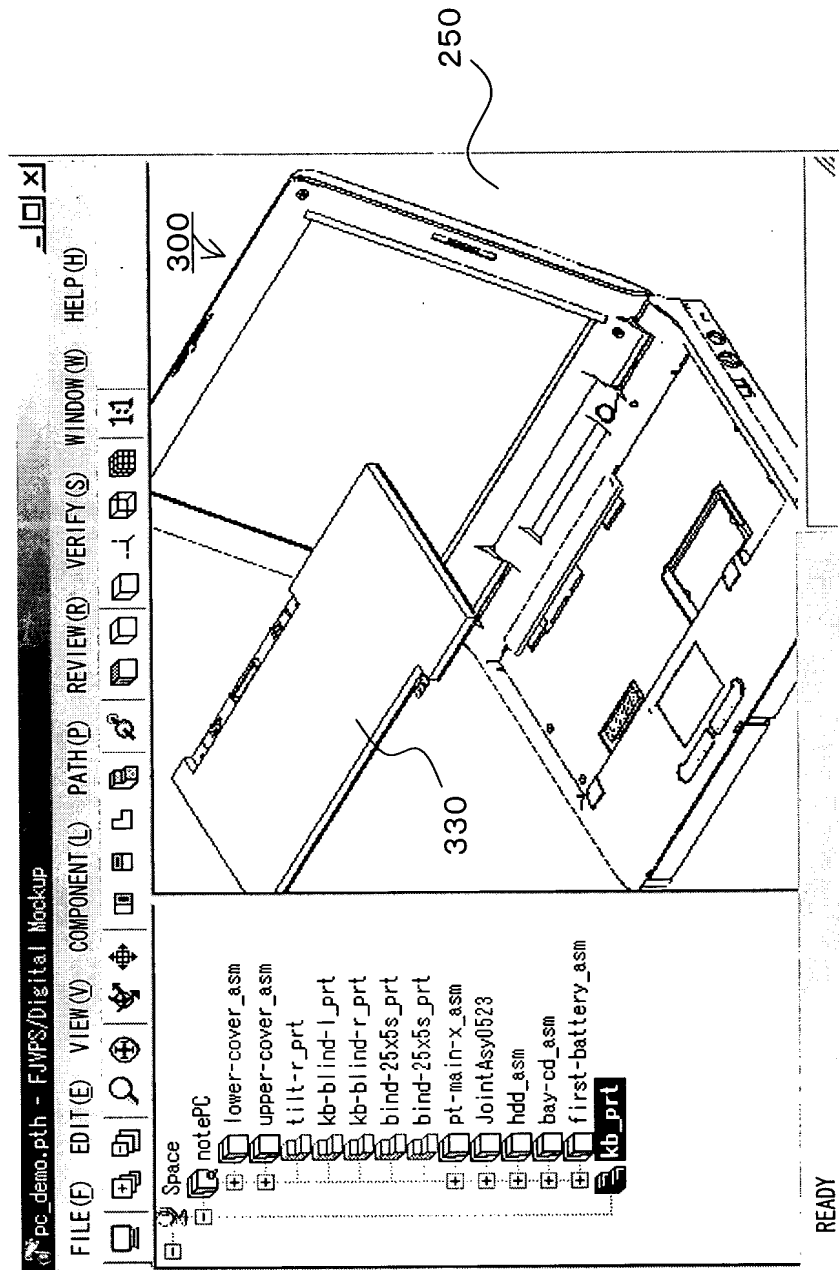 pc_demo.pth - FJVPS/Digital Mockup
FILE(F) EDIT(E) VIEW(V) COMPONENT(L) PATH(P) REVIEW(R) VERIFY(S) WINDOW(W) HELP(H)
1:1
Space
notePC
lower-cover_asm
upper-cover_asm
tilt-r_prt
kb-blind-l_prt
kb-blind-r_prt
bind-25x5s_prt
bind-25x5s_prt
pt-main-x_asm
JointAsy0523
hdd_asm
bay-cd_asm
first-battery_asm
kb_prt
300
330
250
READY